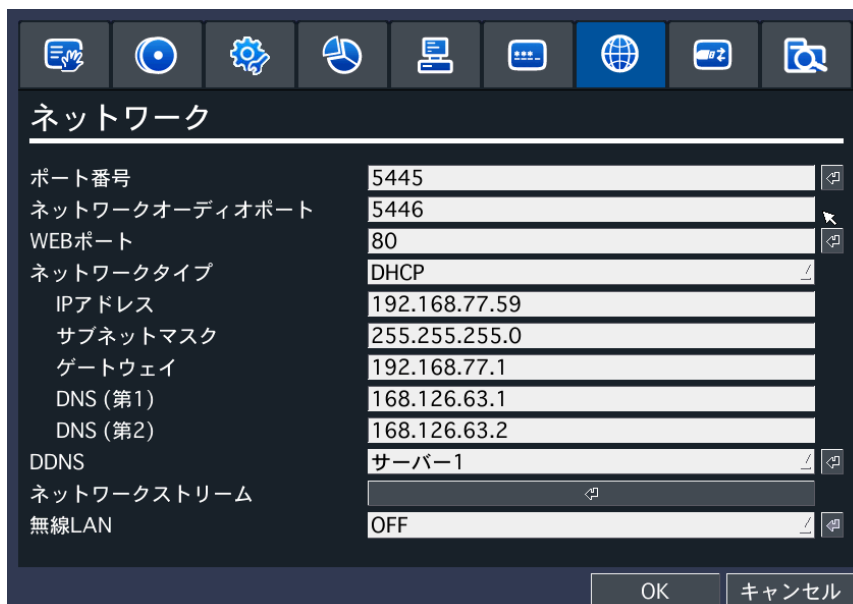 ネットワーク
ポート番号 5445
ネットワークオーディオポート 5446
WEBポート 80
ネットワークタイプ DHCP
IPアドレス 192.168.77.59
サブネットマスク 255.255.255.0
ゲートウェイ 192.168.77.1
DNS (第1) 168.126.63.1
DNS (第2) 168.126.63.2
DDNS サーバー1
ネットワークストリーム
無線LAN OFF
OK キャンセル